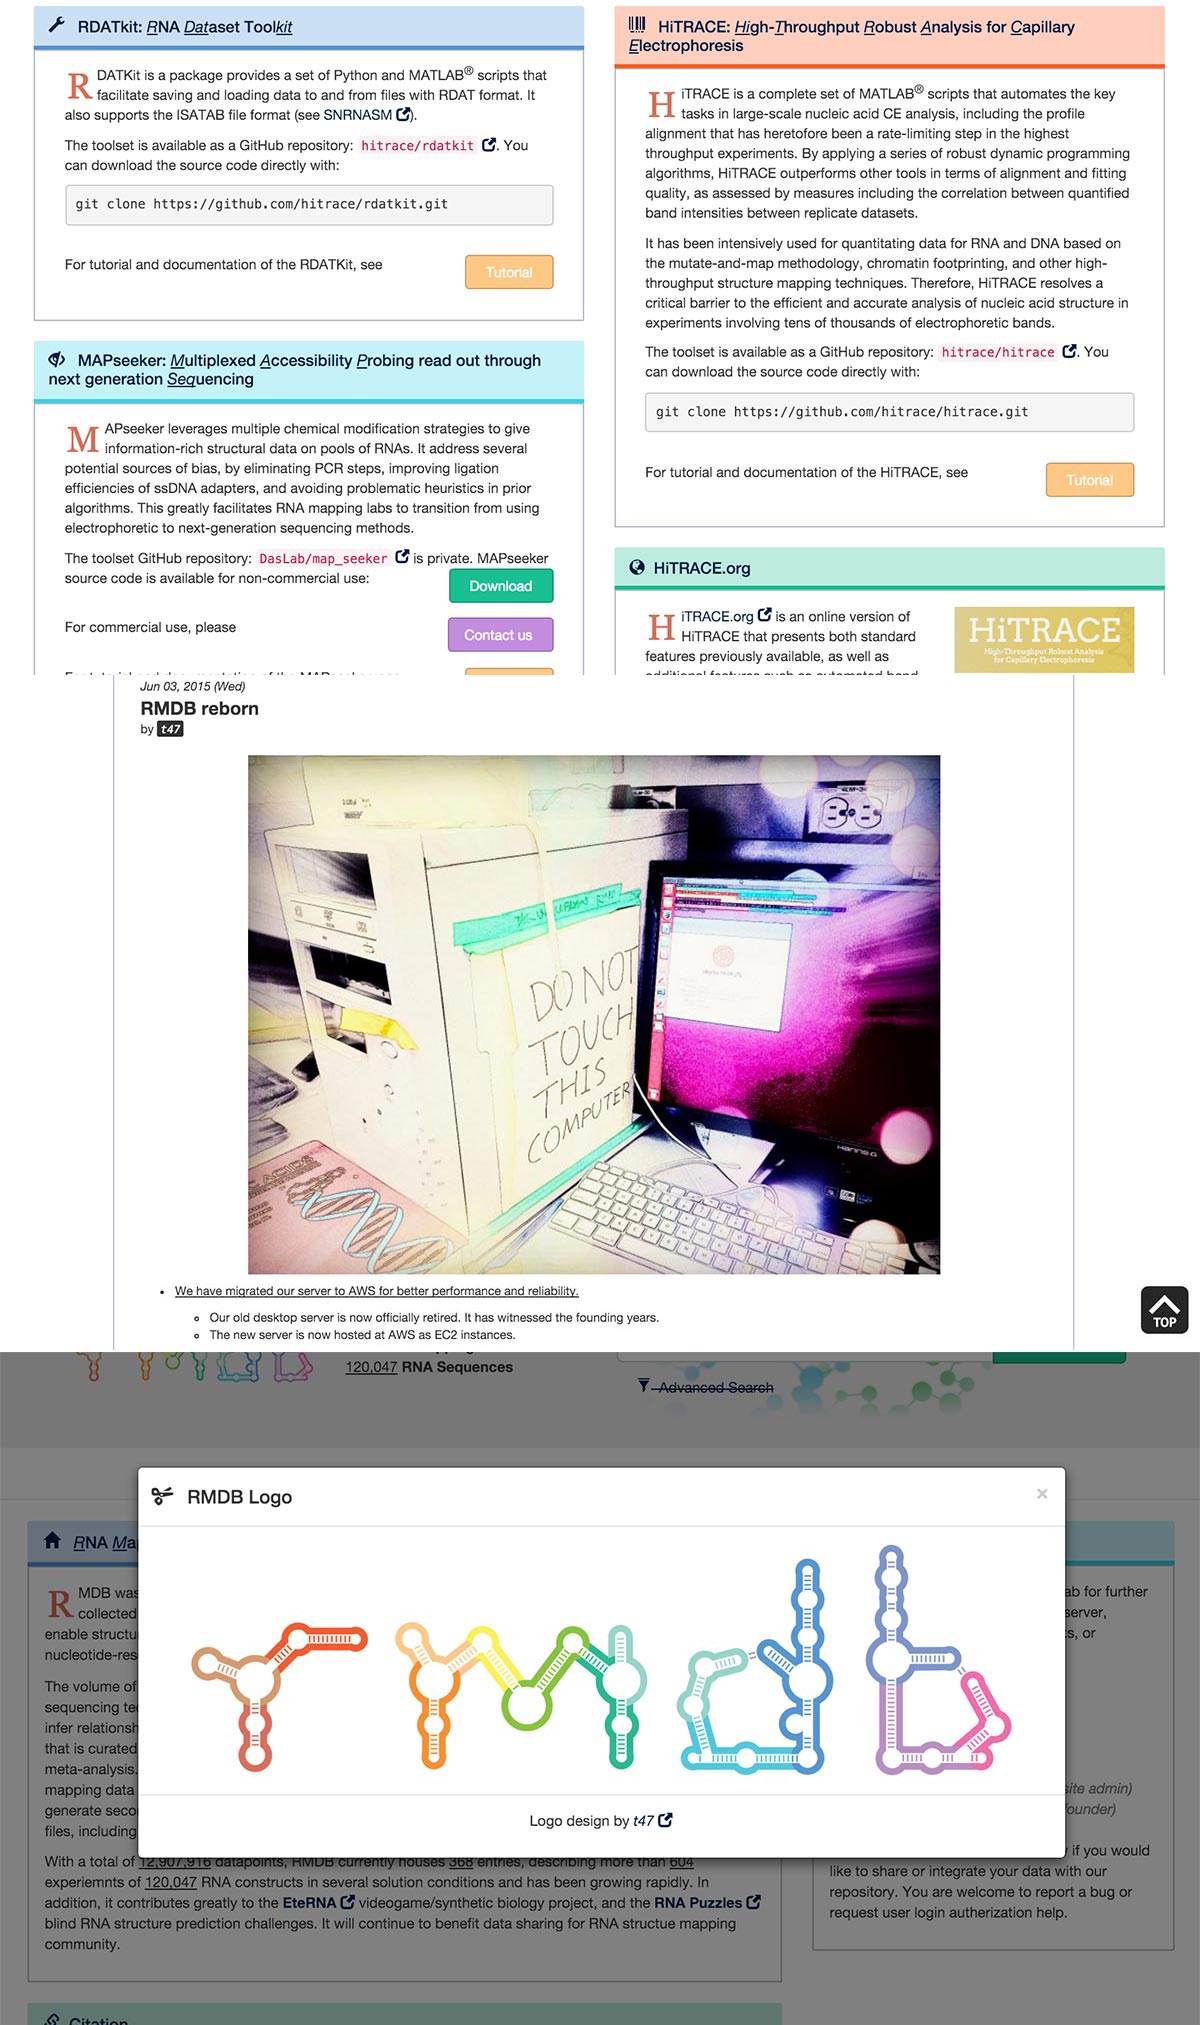 RDATkit: RNA Dataset Toolkit
RDATKit is a package provides a set of Python and MATLAB® scripts that
facilitate saving and loading data to and from files with RDAT format. It
also supports the ISATAB file format (see SNRNASM).
The toolset is available as a GitHub repository: hitrace/rdatkit. You
can download the source code directly with:
git clone https://github.com/hitrace/rdatkit.git
For tutorial and documentation of the RDATKit, see
Tutorial
MAPseeker: Multiplexed Accessibility Probing read out through
next generation Sequencing
MAPseeker leverages multiple chemical modification strategies to give
information-rich structural data on pools of RNAs. It address several
potential sources of bias, by eliminating PCR steps, improving ligation
efficiencies of ssDNA adapters, and avoiding problematic heuristics in prior
algorithms. This greatly facilitates RNA mapping labs to transition from using
electrophoretic to next-generation sequencing methods.
The toolset GitHub repository: DasLab/map_seeker is private. MAPseeker
source code is available for non-commercial use:
Download
For commercial use, please
Contact us
HiTRACE: High-Throughput Robust Analysis for Capillary
Electrophoresis
HiTRACE is a complete set of MATLAB® scripts that automates the key
tasks in large-scale nucleic acid CE analysis, including the profile
alignment that has heretofore been a rate-limiting step in the highest
throughput experiments. By applying a series of robust dynamic programming
algorithms, HiTRACE outperforms other tools in terms of alignment and fitting
quality, as assessed by measures including the correlation between quantified
band intensities between replicate datasets.
It has been intensively used for quantitating data for RNA and DNA based on
the mutate-and-map methodology, chromatin footprinting, and other high-
throughput structure mapping techniques. Therefore, HiTRACE resolves a
critical barrier to the efficient and accurate analysis of nucleic acid structure in
experiments involving tens of thousands of electrophoretic bands.
The toolset is available as a GitHub repository: hitrace/hitrace. You
can download the source code directly with:
git clone https://github.com/hitrace/hitrace.git
For tutorial and documentation of the HiTRACE, see
Tutorial
HiTRACE.org
HiTRACE.org is an online version of
HiTRACE that presents both standard
features previously available, as well as
HiTRACE
High-Throughput Robust Analysis
for Capillary Electrophoresis
Jun 03, 2015 (Wed)
RMDB reborn
by t47
DO NOT
TOUCH
THIS
COMPUTER
Hanns.G
We have migrated our server to AWS for better performance and reliability.
Our old desktop server is now officially retired. It has witnessed the founding years.
The new server is now hosted at AWS as EC2 instances.
TOP
120,047 RNA Sequences
Advanced Search
RMDB Logo
×
rmdb
Logo design by t47
RNA Ma
RMDB was
collected
enable structu
nucleotide-res
The volume of
sequencing te
infer relationsh
that is curated
meta-analysis.
mapping data
generate seco
files, including
With a total of 12,907,916 datapoints, RMDB currently houses 368 entries, describing more than 604
experiemnts of 120,047 RNA constructs in several solution conditions and has been growing rapidly. In
addition, it contributes greatly to the EteRNA videogame/synthetic biology project, and the RNA Puzzles
blind RNA structure prediction challenges. It will continue to benefit data sharing for RNA structue mapping
community.
ab for further
server,
s, or
site admin)
founder)
if you would
like to share or integrate your data with our
repository. You are welcome to report a bug or
request user login autherization help.
Citation